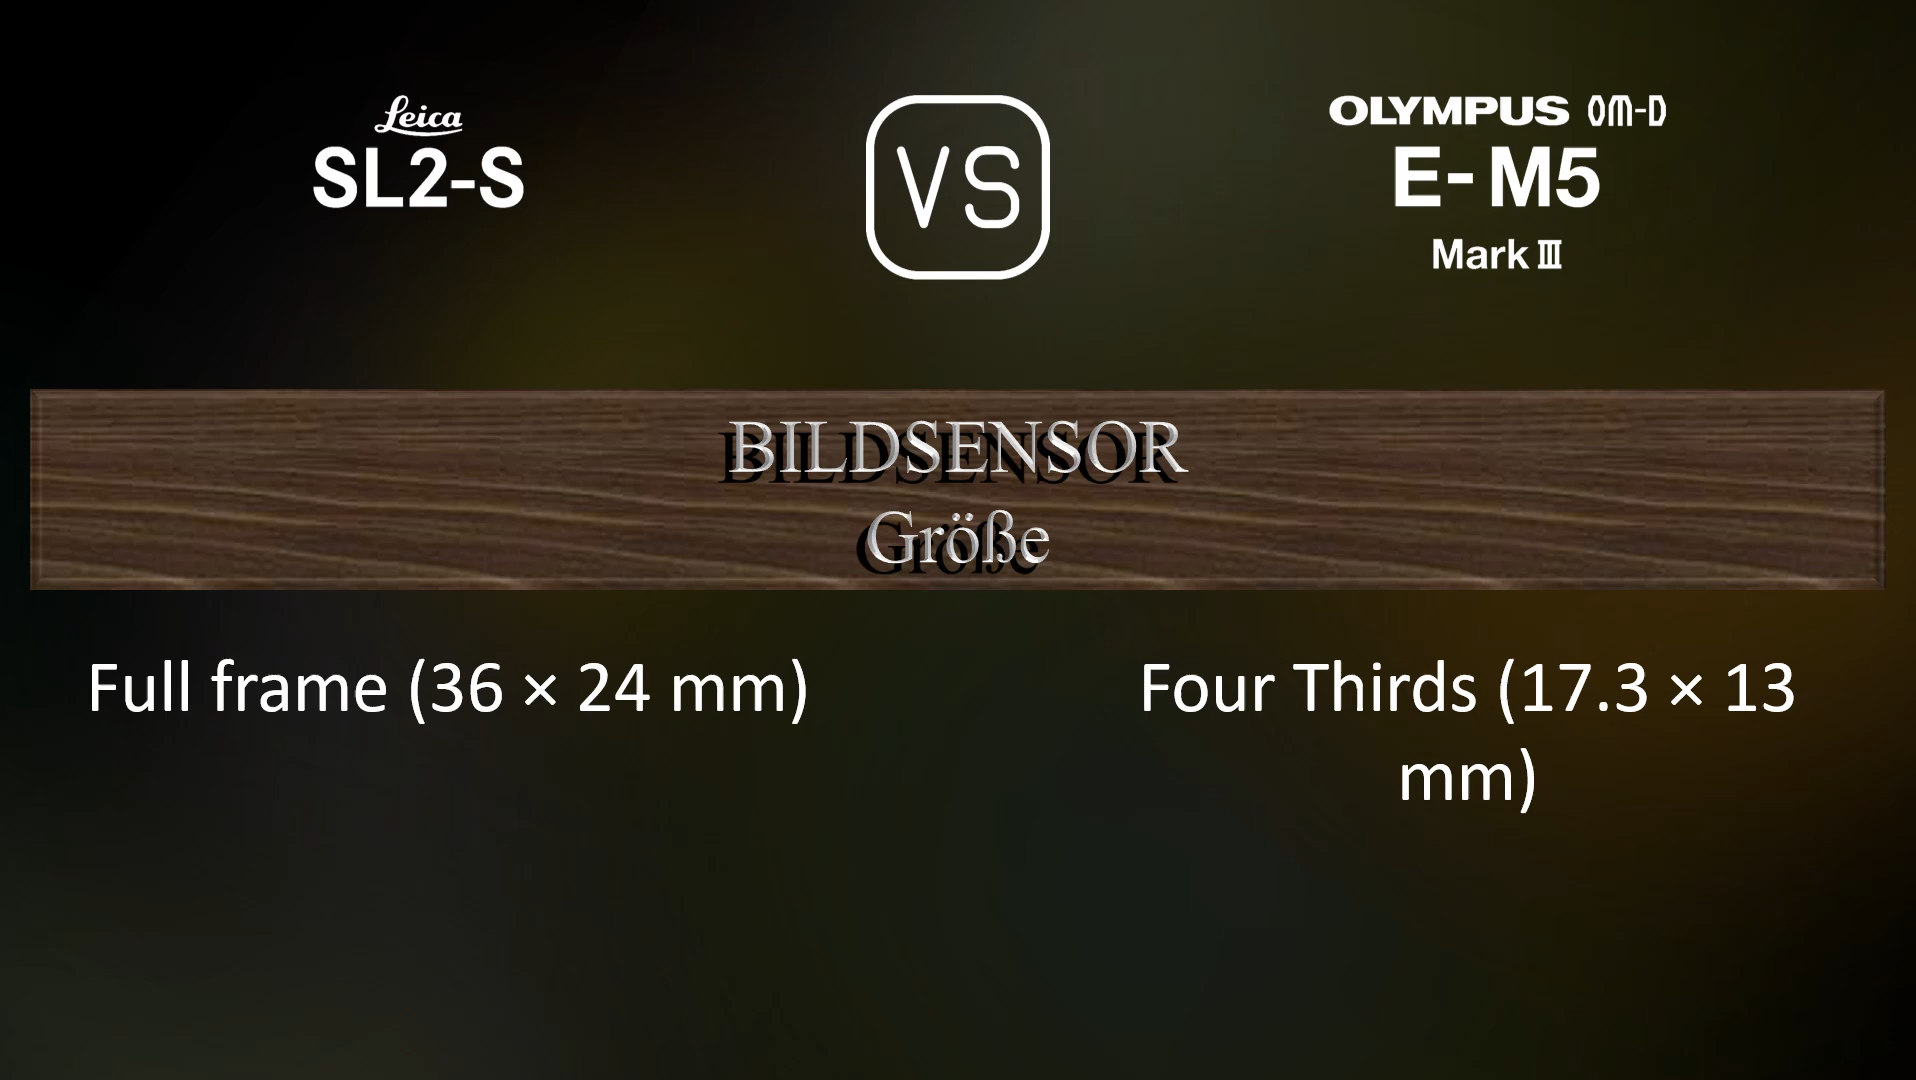 Leica
SL2-S
VS
OLYMPUS OM-D
E-M5
Mark III
BILDSENSOR
Größe
Full frame (36 × 24 mm)
Four Thirds (17.3 × 13
mm)